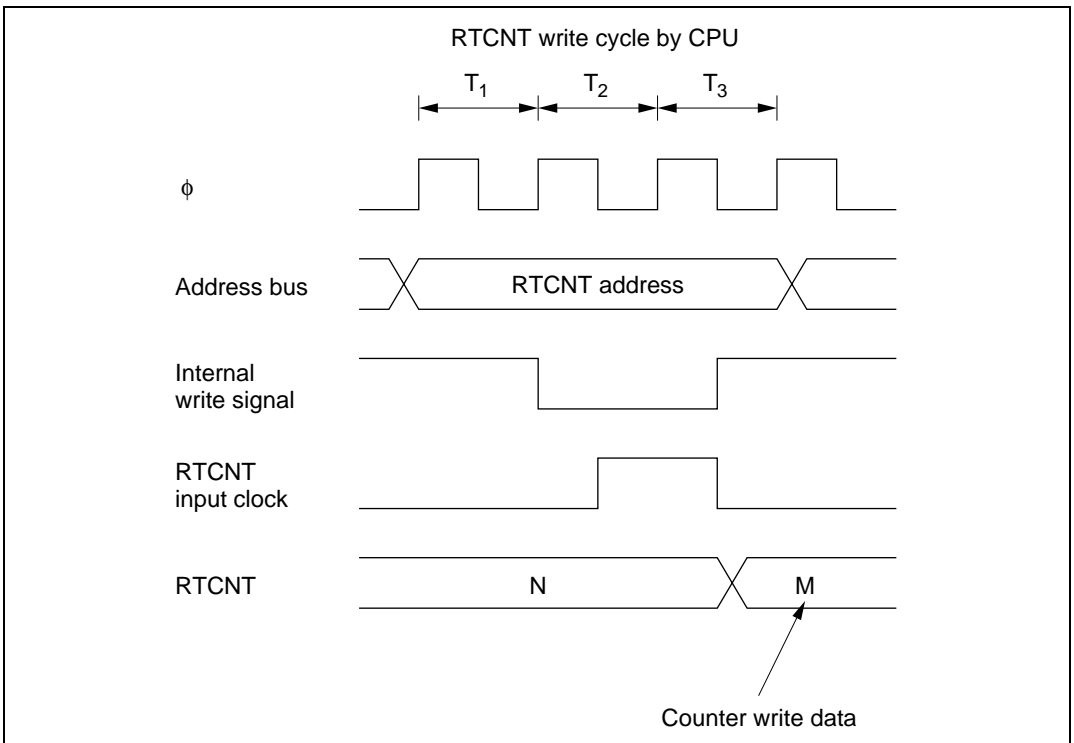 RTCNT write cycle by CPU
T1 T2 T3
ϕ
Address bus
RTCNT address
Internal
write signal
RTCNT
input clock
RTCNT
N
M
Counter write data